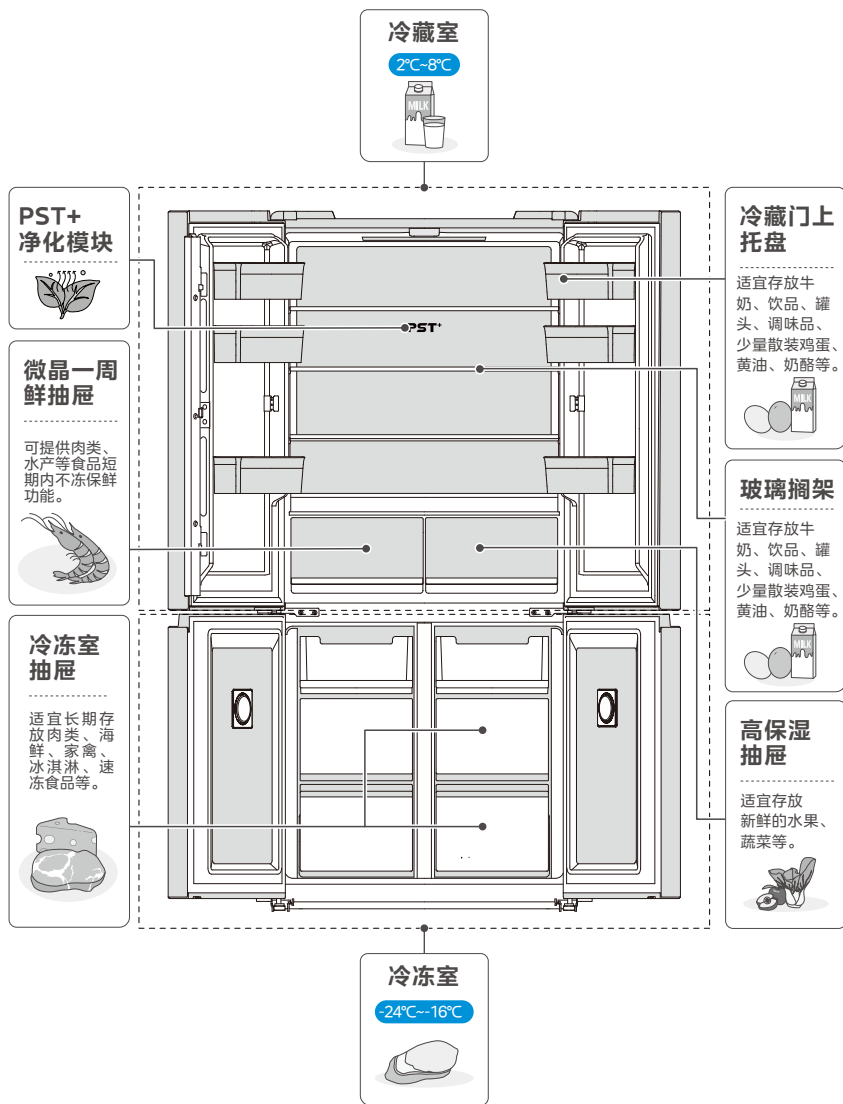 冷藏室
2℃~8℃
MILK
PST+
净化模块
冷藏门上
托盘
适宜存放牛
奶、饮品、罐
头、调味品、
少量散装鸡蛋、
黄油、奶酪等。
MILK
PST+
微晶一周
鲜抽屉
可提供肉类、
水产等食品短
期内不冻保鲜
功能。
玻璃搁架
适宜存放牛
奶、饮品、罐
头、调味品、
少量散装鸡蛋、
黄油、奶酪等。
MILK
冷冻室
抽屉
适宜长期存
放肉类、海
鲜、家禽、
冰淇淋、速
冻食品等。
高保湿
抽屉
适宜存放
新鲜的水果、
蔬菜等。
冷冻室
-24℃~-16℃